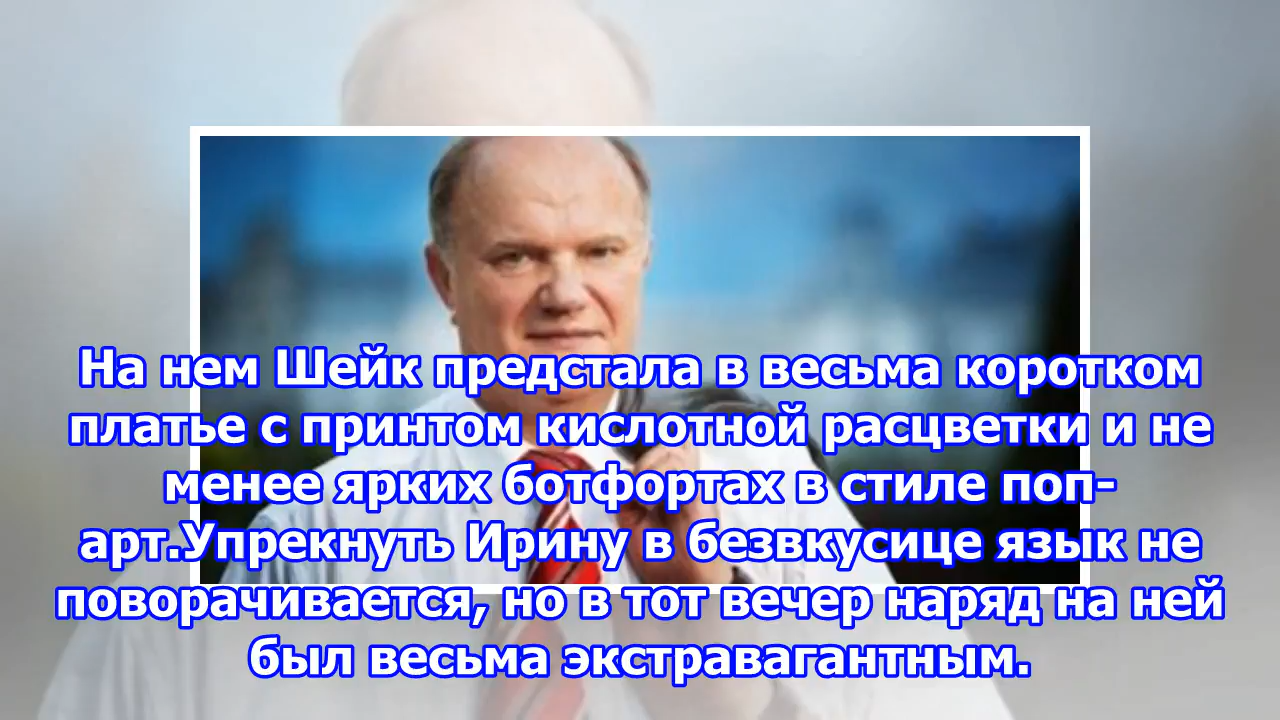 На нем Шейк предстала в весьма коротком
платье с принтом кислотной расцветки и не
менее ярких ботфортах в стиле поп-
арт.Упрекнуть Ирину в безвкусице язык не
поворачивается, но в тот вечер наряд на ней
был весьма экстравагантным.